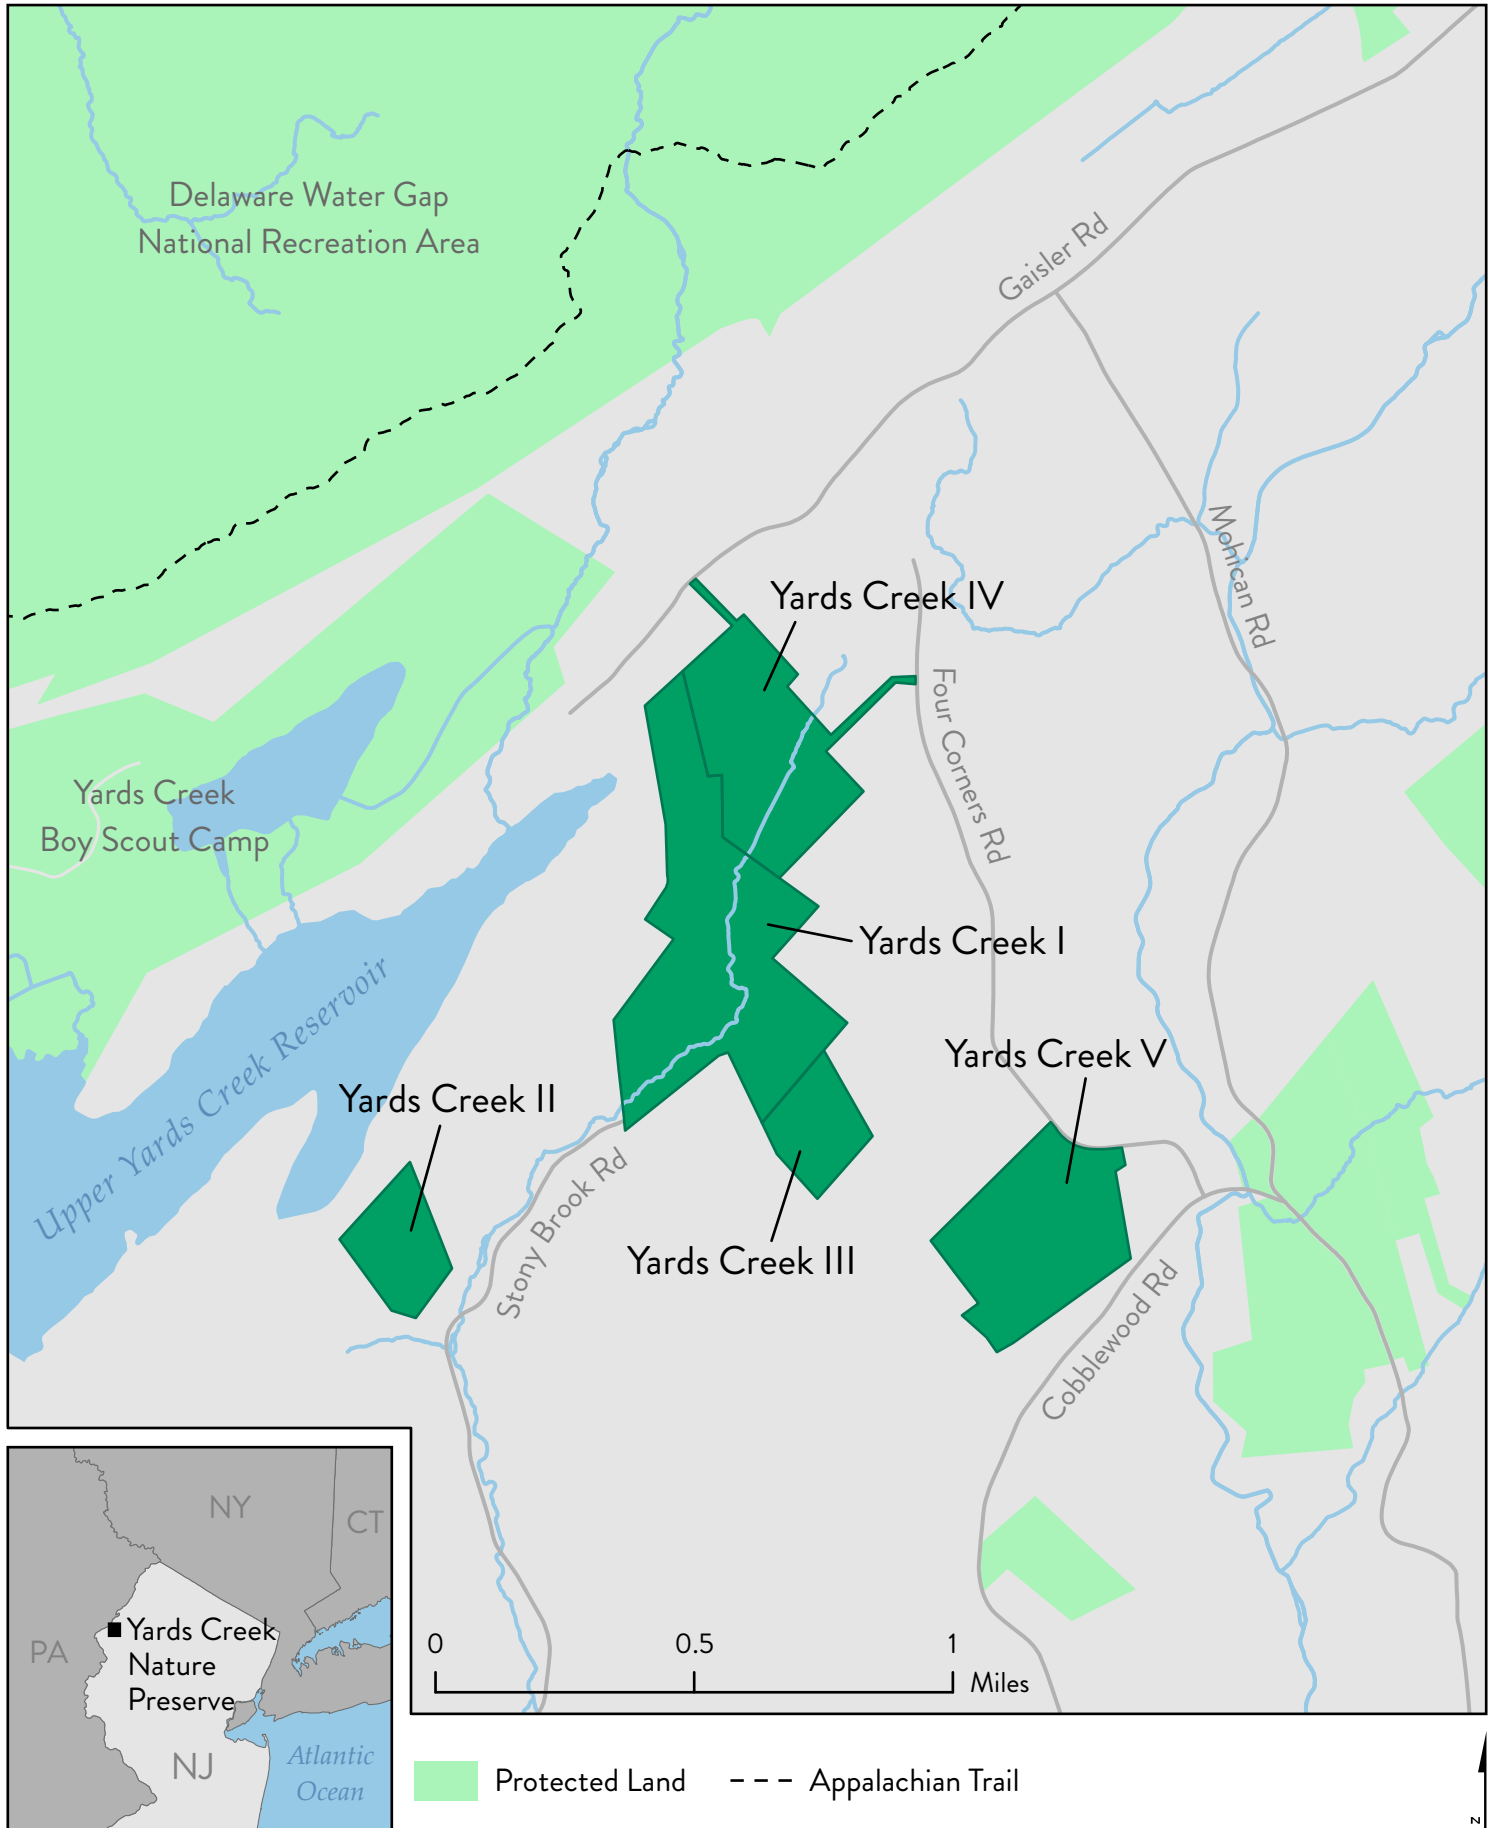 Delaware Water Gap
National Recreation Area
Gaisler Rd
Mohican Rd
Yards Creek IV
Four Corners Rd
Yards Creek
Boy Scout Camp
Yards Creek I
Upper Yards Creek Reservoir
Yards Creek V
Yards Creek II
Stony Brook Rd
Yards Creek III
Cobblewood Rd
NY
CT
PA
Yards Creek
Nature
Preserve
NJ
Atlantic
Ocean
0 0.5 1
Miles
Protected Land
Appalachian Trail
N